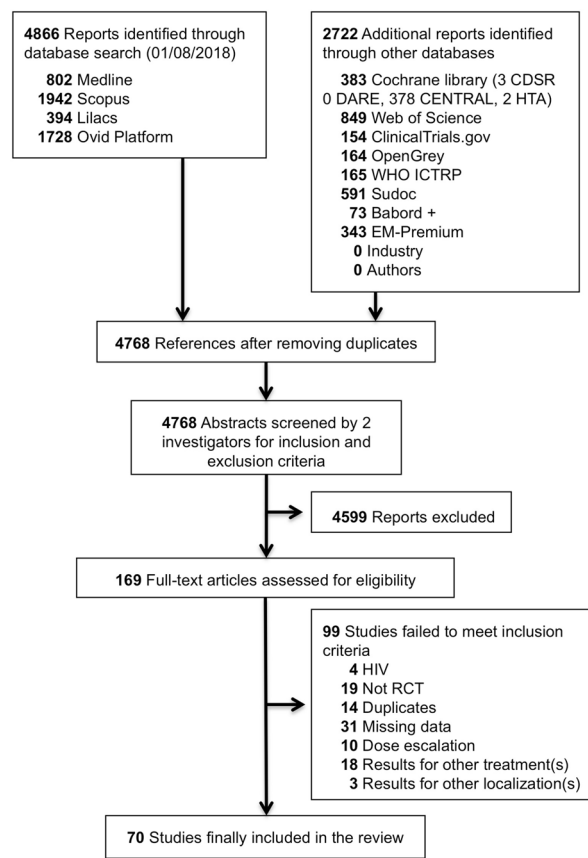 4866 Reports identified through
database search (01/08/2018)
802 Medline
1942 Scopus
394 Lilacs
1728 Ovid Platform
2722 Additional reports identified
through other databases
383 Cochrane library (3 CDSR
0 DARE, 378 CENTRAL, 2 HTA)
849 Web of Science
154 ClinicalTrials.gov
164 OpenGrey
165 WHO ICTRP
591 Sudoc
73 Babord +
343 EM-Premium
0 Industry
0 Authors
4768 References after removing duplicates
4768 Abstracts screened by 2
investigators for inclusion and
exclusion criteria
4599 Reports excluded
169 Full-text articles assessed for eligibility
99 Studies failed to meet inclusion
criteria
4 HIV
19 Not RCT
14 Duplicates
31 Missing data
10 Dose escalation
18 Results for other treatment(s)
3 Results for other localization(s)
70 Studies finally included in the review